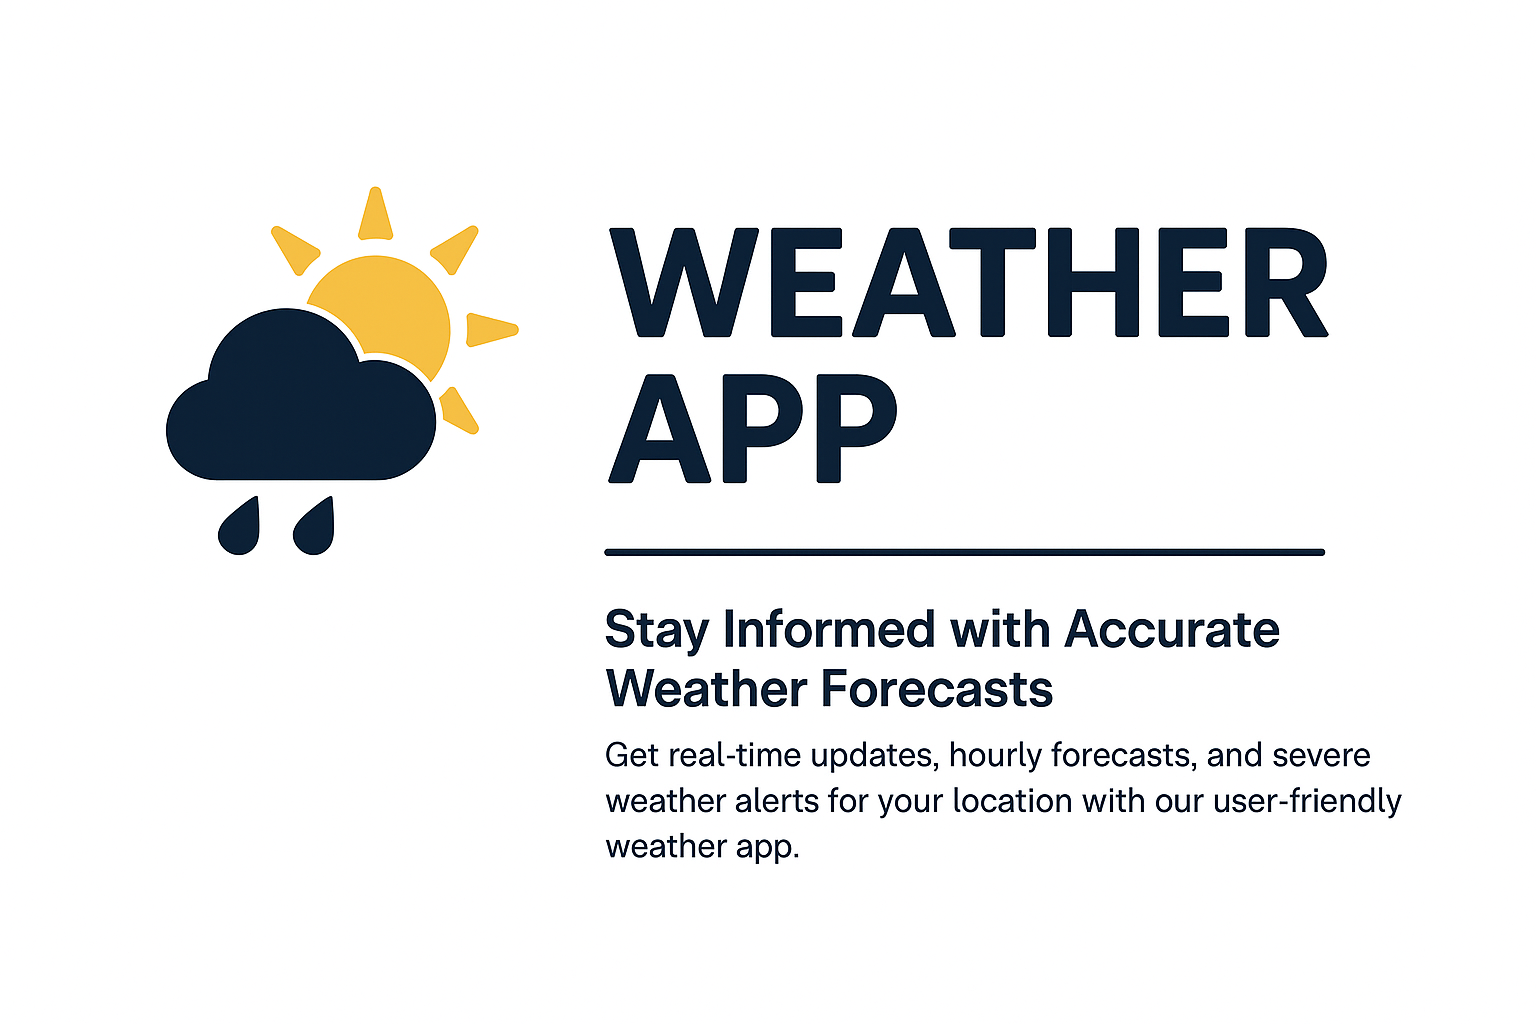 WEATHER
APP
Stay Informed with Accurate
Weather Forecasts
Get real-time updates, hourly forecasts, and severe
weather alerts for your location with our user-friendly
weather app.